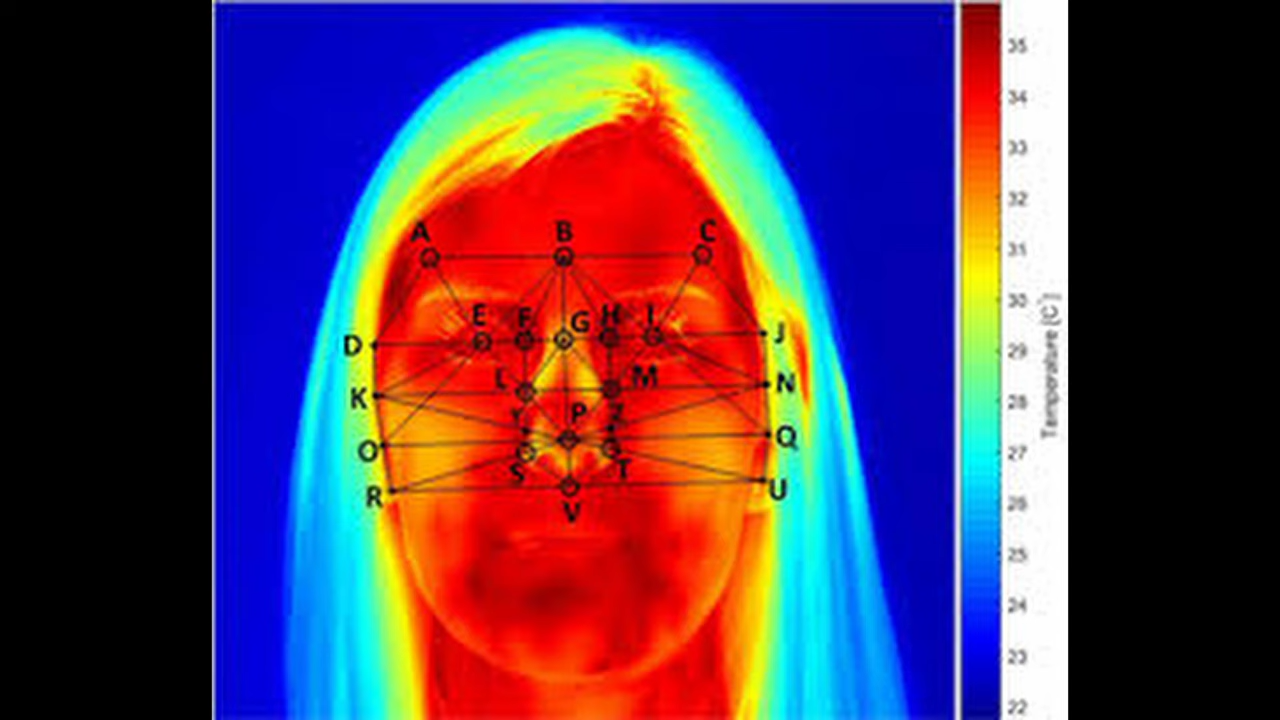 35
34
33
32
31
30
29
28
27
26
25
24
23
22
Temperature [C]
A B C
E F G H I
D J
L M
K N
Y P Z
O Q
S T
R U
V